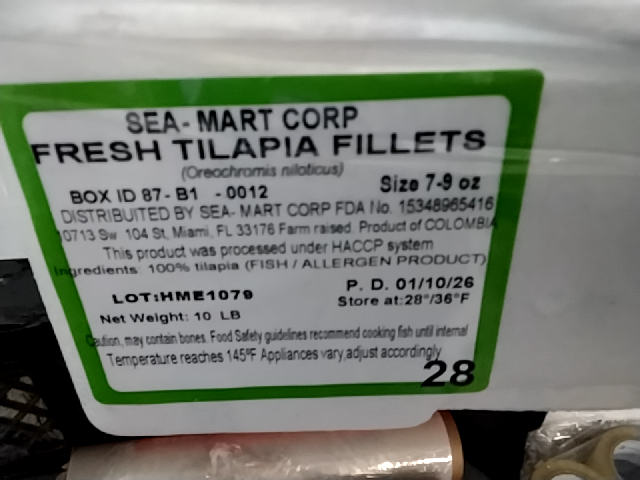 SEA- MART CORP
FRESH TILAPIA FILLETS
(Oreochromis niloticus)
BOX ID 87- B1 -0012 Size 7-9 oz
DISTRIBUITED BY SEA- MART CORP FDA No. 15348965416
10713 Sw 104 St, Miami, FL 33176 Farm raised. Product of COLOMBIA
This product was processed under HACCP system
Ingredients: 100% tilapia (FISH / ALLERGEN PRODUCT)
LOT:HME1079 P. D. 01/10/26
Store at:28°/36°F
Net Weight: 10 LB
Caution, may contain bones. Food Safety guidelines recommend cooking fish until internal
Temperature reaches 145ºF Appliances vary,adjust accordingly
28